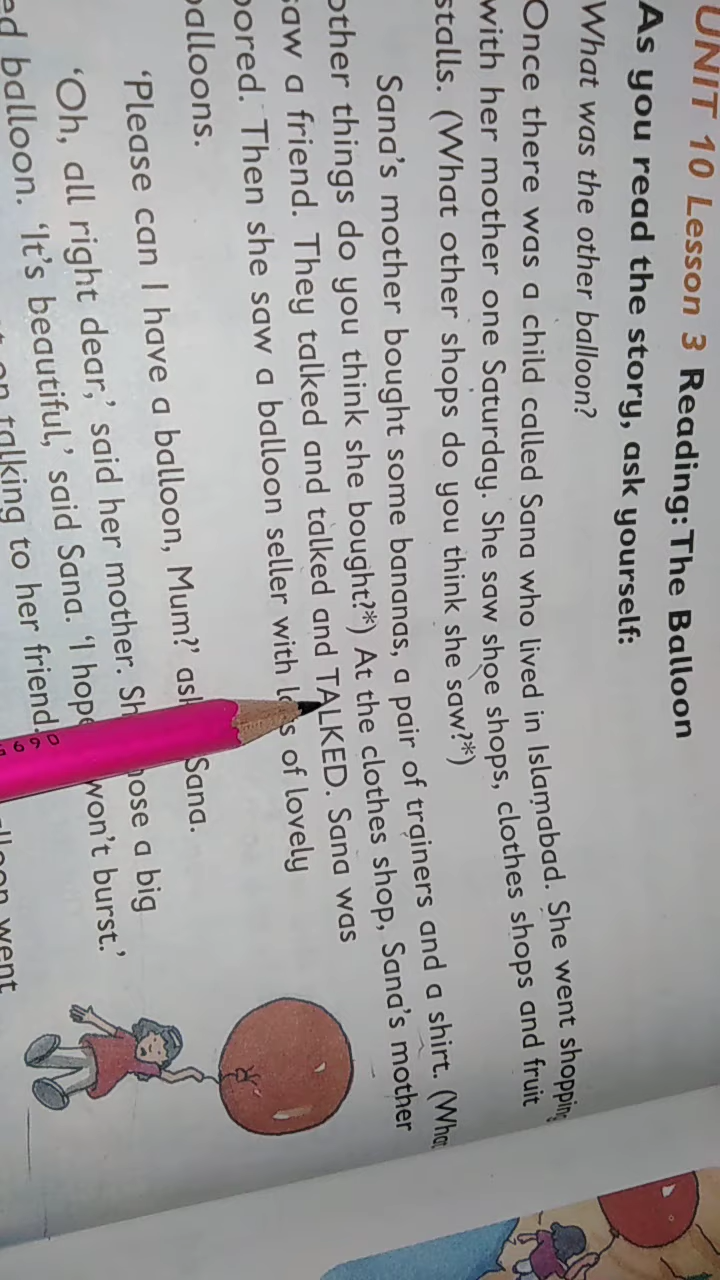 UNIT 10 Lesson 3 Reading: The Balloon
As you read the story, ask yourself:
What was the other balloon?
Once there was a child called Sana who lived in Islamabad. She went shopping
with her mother one Saturday. She saw shoe shops, clothes shops and fruit
stalls. (What other shops do you think she saw?*)
Sana's mother bought some bananas, a pair of trainers and a shirt. (What
other things do you think she bought?*) At the clothes shop, Sana's mother
saw a friend. They talked and talked and TALKED. Sana was
bored. Then she saw a balloon seller with of lovely
balloons.
'Please can I have a balloon, Mum?' Sana.
'Oh, all right dear,' said her mother. a big
balloon. 'It's beautiful,' said Sana. 'I hope won't burst.'
talking to her friend. went